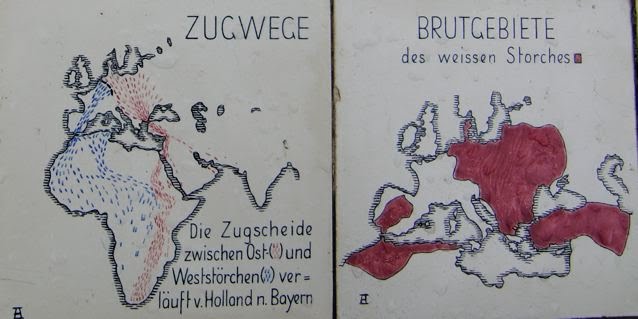 ZUGWEGE
Die Zugscheide
zwischen Ost-( ) und
Weststörchen( ) ver=
läuft v. Holland n. Bayern
BRUTGEBIETE
des weissen Storches